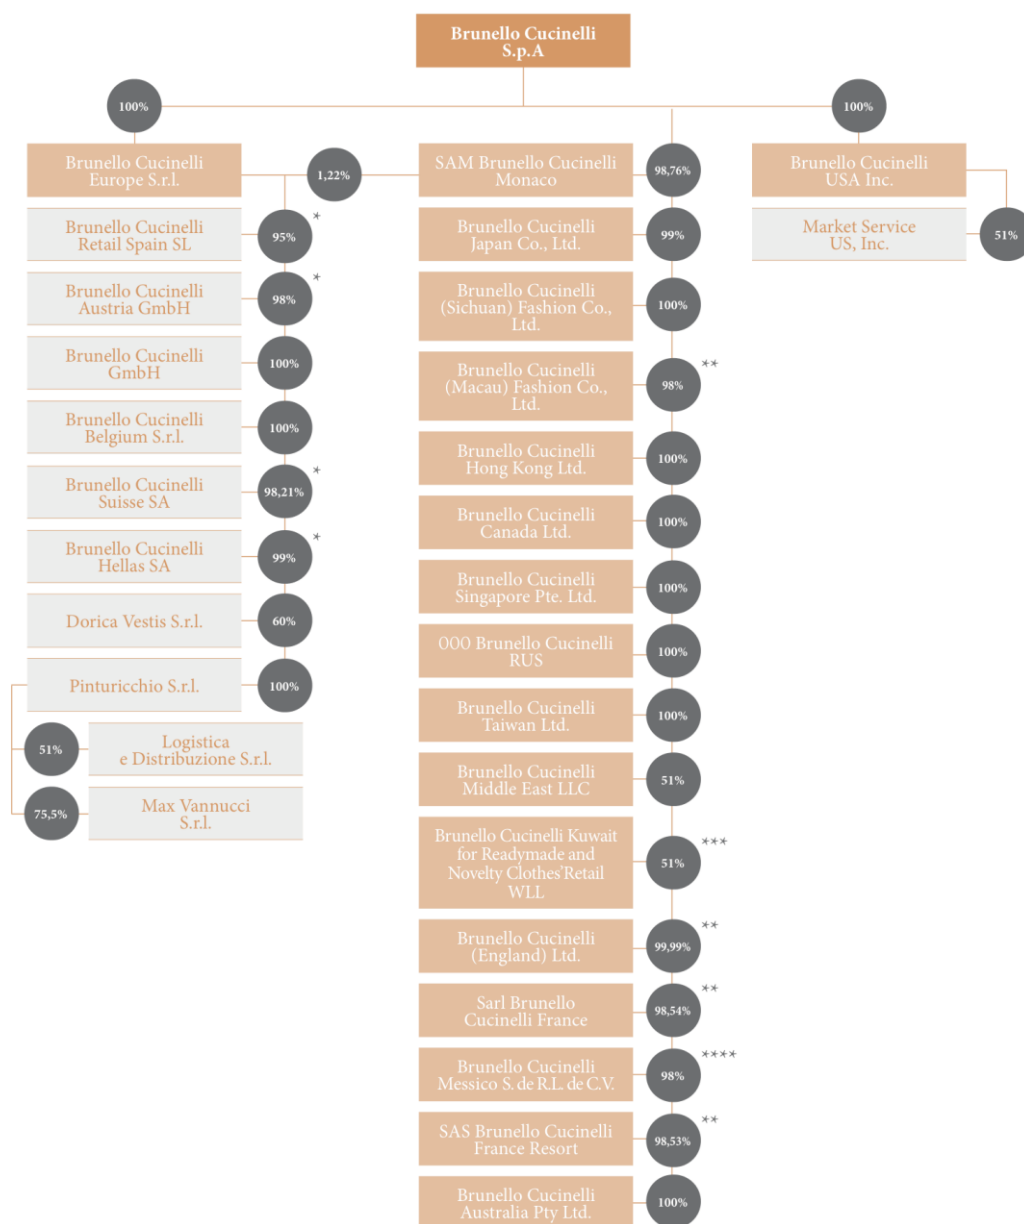 Brunello Cucinelli
S.p.A
100%
100%
Brunello Cucinelli
Europe S.r.l.
1,22%
SAM Brunello Cucinelli
Monaco
98,76%
Brunello Cucinelli
USA Inc.
Brunello Cucinelli
Retail Spain SL
95%
*
Brunello Cucinelli
Japan Co., Ltd.
99%
Market Service
US, Inc.
51%
Brunello Cucinelli
Austria GmbH
98%
*
Brunello Cucinelli
(Sichuan) Fashion Co.,
Ltd.
100%
Brunello Cucinelli
GmbH
100%
Brunello Cucinelli
(Macau) Fashion Co.,
Ltd.
98%
**
Brunello Cucinelli
Belgium S.r.l.
100%
Brunello Cucinelli
Hong Kong Ltd.
100%
Brunello Cucinelli
Suisse SA
98,21%
*
Brunello Cucinelli
Canada Ltd.
100%
Brunello Cucinelli
Hellas SA
99%
*
Brunello Cucinelli
Singapore Pte. Ltd.
100%
Dorica Vestis S.r.l.
60%
OOO Brunello Cucinelli
RUS
100%
Pinturicchio S.r.l.
100%
Brunello Cucinelli
Taiwan Ltd.
100%
51%
Logistica
e Distribuzione S.r.l.
Brunello Cucinelli
Middle East LLC
51%
75,5%
Max Vannucci
S.r.l.
Brunello Cucinelli Kuwait
for Readymade and
Novelty Clothes'Retail
WLL
51%
***
Brunello Cucinelli
(England) Ltd.
99,99%
**
Sarl Brunello
Cucinelli France
98,54%
**
Brunello Cucinelli
Messico S. de R.L. de C.V.
98%
****
SAS Brunello Cucinelli
France Resort
98,53%
**
Brunello Cucinelli
Australia Pty Ltd.
100%